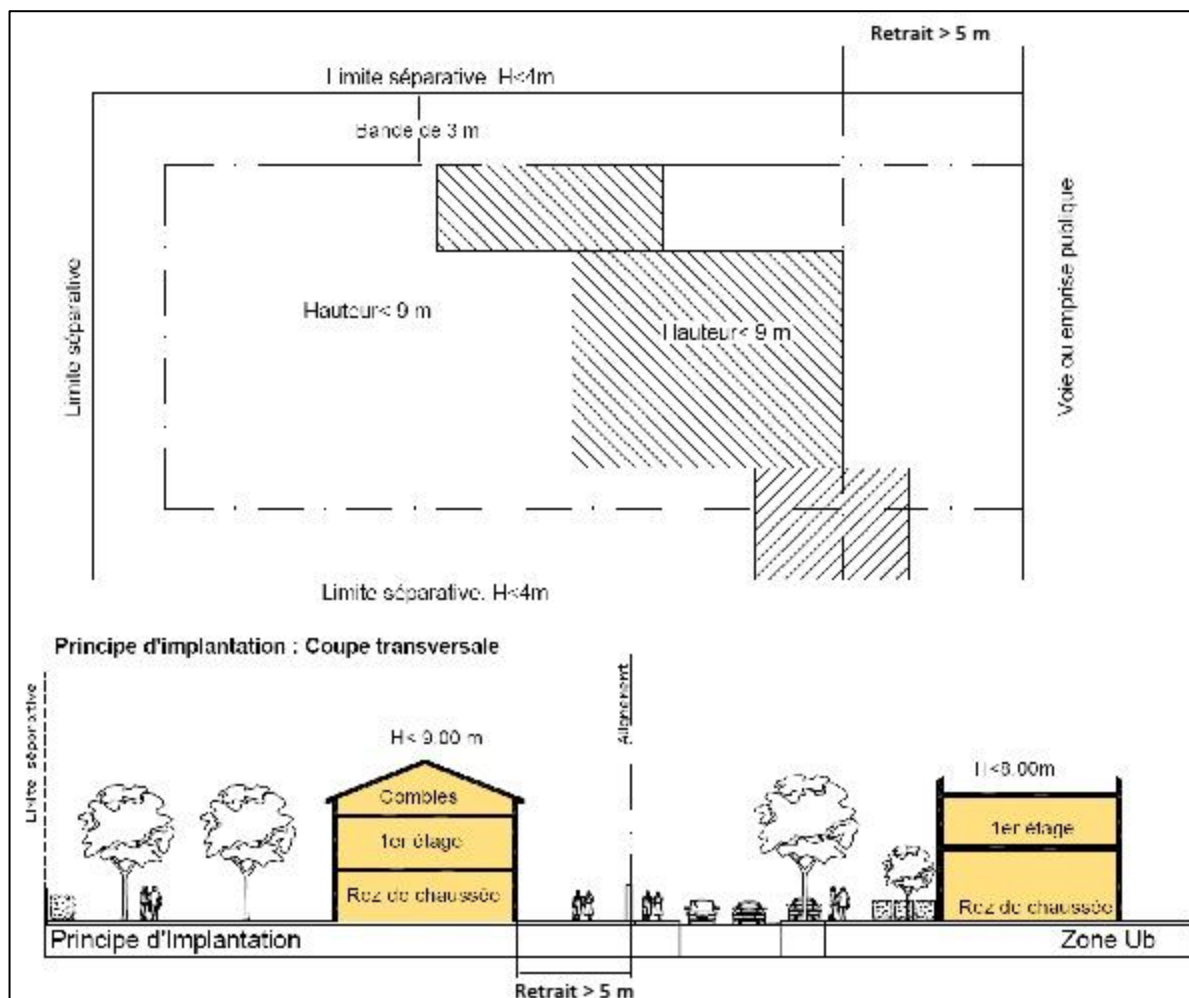 Retrait > 5 m
Limite séparative. H<4m
Bande de 3 m
Limite séparative
Hauteur< 9 m
Hauteur< 9 m
Voie ou emprise publique
Limite séparative. H<4m
Principe d'implantation : Coupe transversale
Limite séparative
Alignement
H< 9.00 m
H<8.00m
Combles
1er étage
1er étage
Rez de chaussée
Rez de chaussée
Principe d'Implantation
Zone Ub
Retrait > 5 m